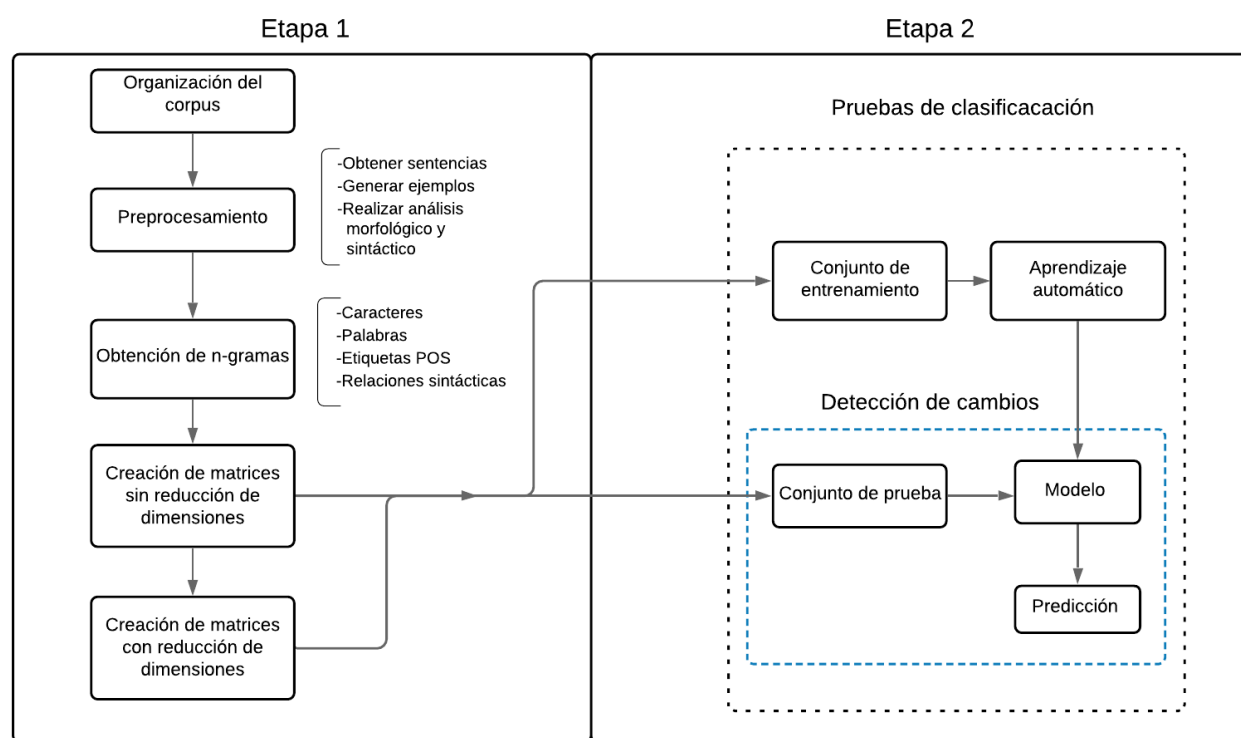 Etapa 1
Organización del
corpus
Preprocesamiento
-Obtener sentencias
-Generar ejemplos
-Realizar análisis
morfológico y
sintáctico
Obtención de n-gramas
-Caracteres
-Palabras
-Etiquetas POS
-Relaciones sintácticas
Creación de matrices
sin reducción de
dimensiones
Creación de matrices
con reducción de
dimensiones
Etapa 2
Pruebas de clasificacación
Conjunto de
entrenamiento
Aprendizaje
automático
Detección de cambios
Conjunto de prueba
Modelo
Predicción